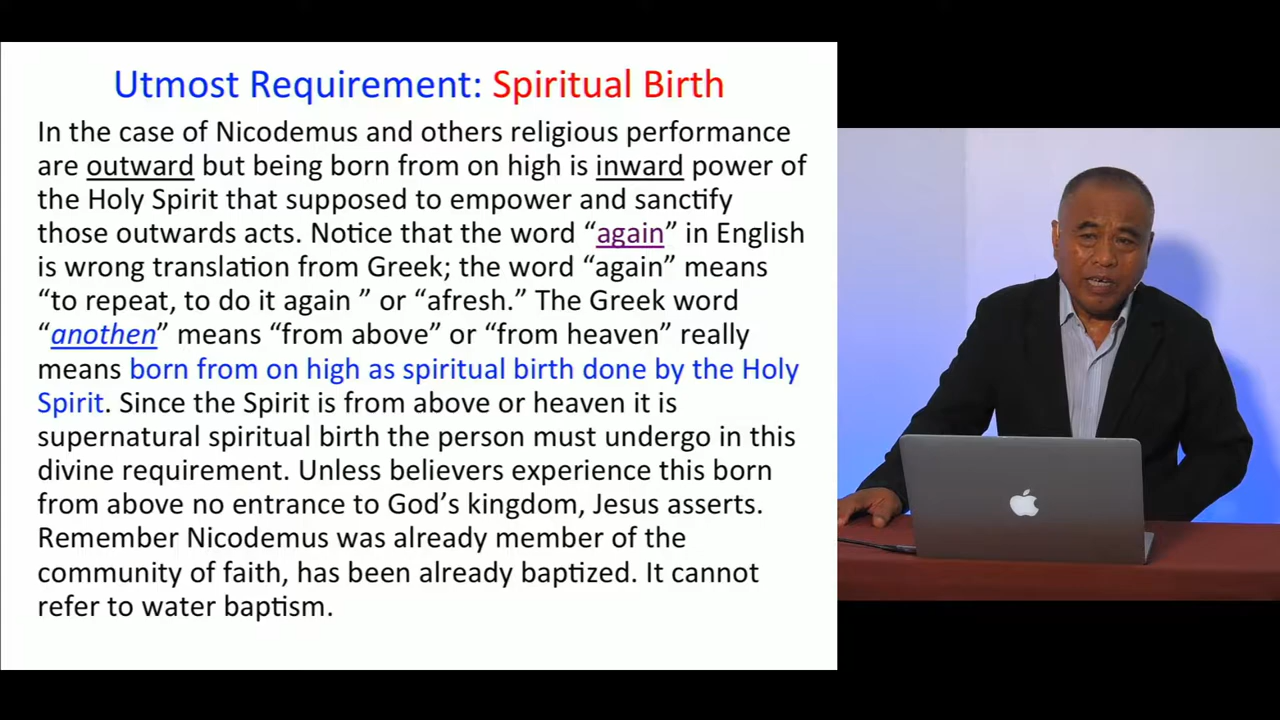 Utmost Requirement: Spiritual Birth
In the case of Nicodemus and others religious performance
are outward but being born from on high is inward power of
the Holy Spirit that supposed to empower and sanctify
those outwards acts. Notice that the word “again” in English
is wrong translation from Greek; the word “again” means
“to repeat, to do it again ” or “afresh.” The Greek word
“anothen” means “from above” or “from heaven” really
means born from on high as spiritual birth done by the Holy
Spirit. Since the Spirit is from above or heaven it is
supernatural spiritual birth the person must undergo in this
divine requirement. Unless believers experience this born
from above no entrance to God’s kingdom, Jesus asserts.
Remember Nicodemus was already member of the
community of faith, has been already baptized. It cannot
refer to water baptism.